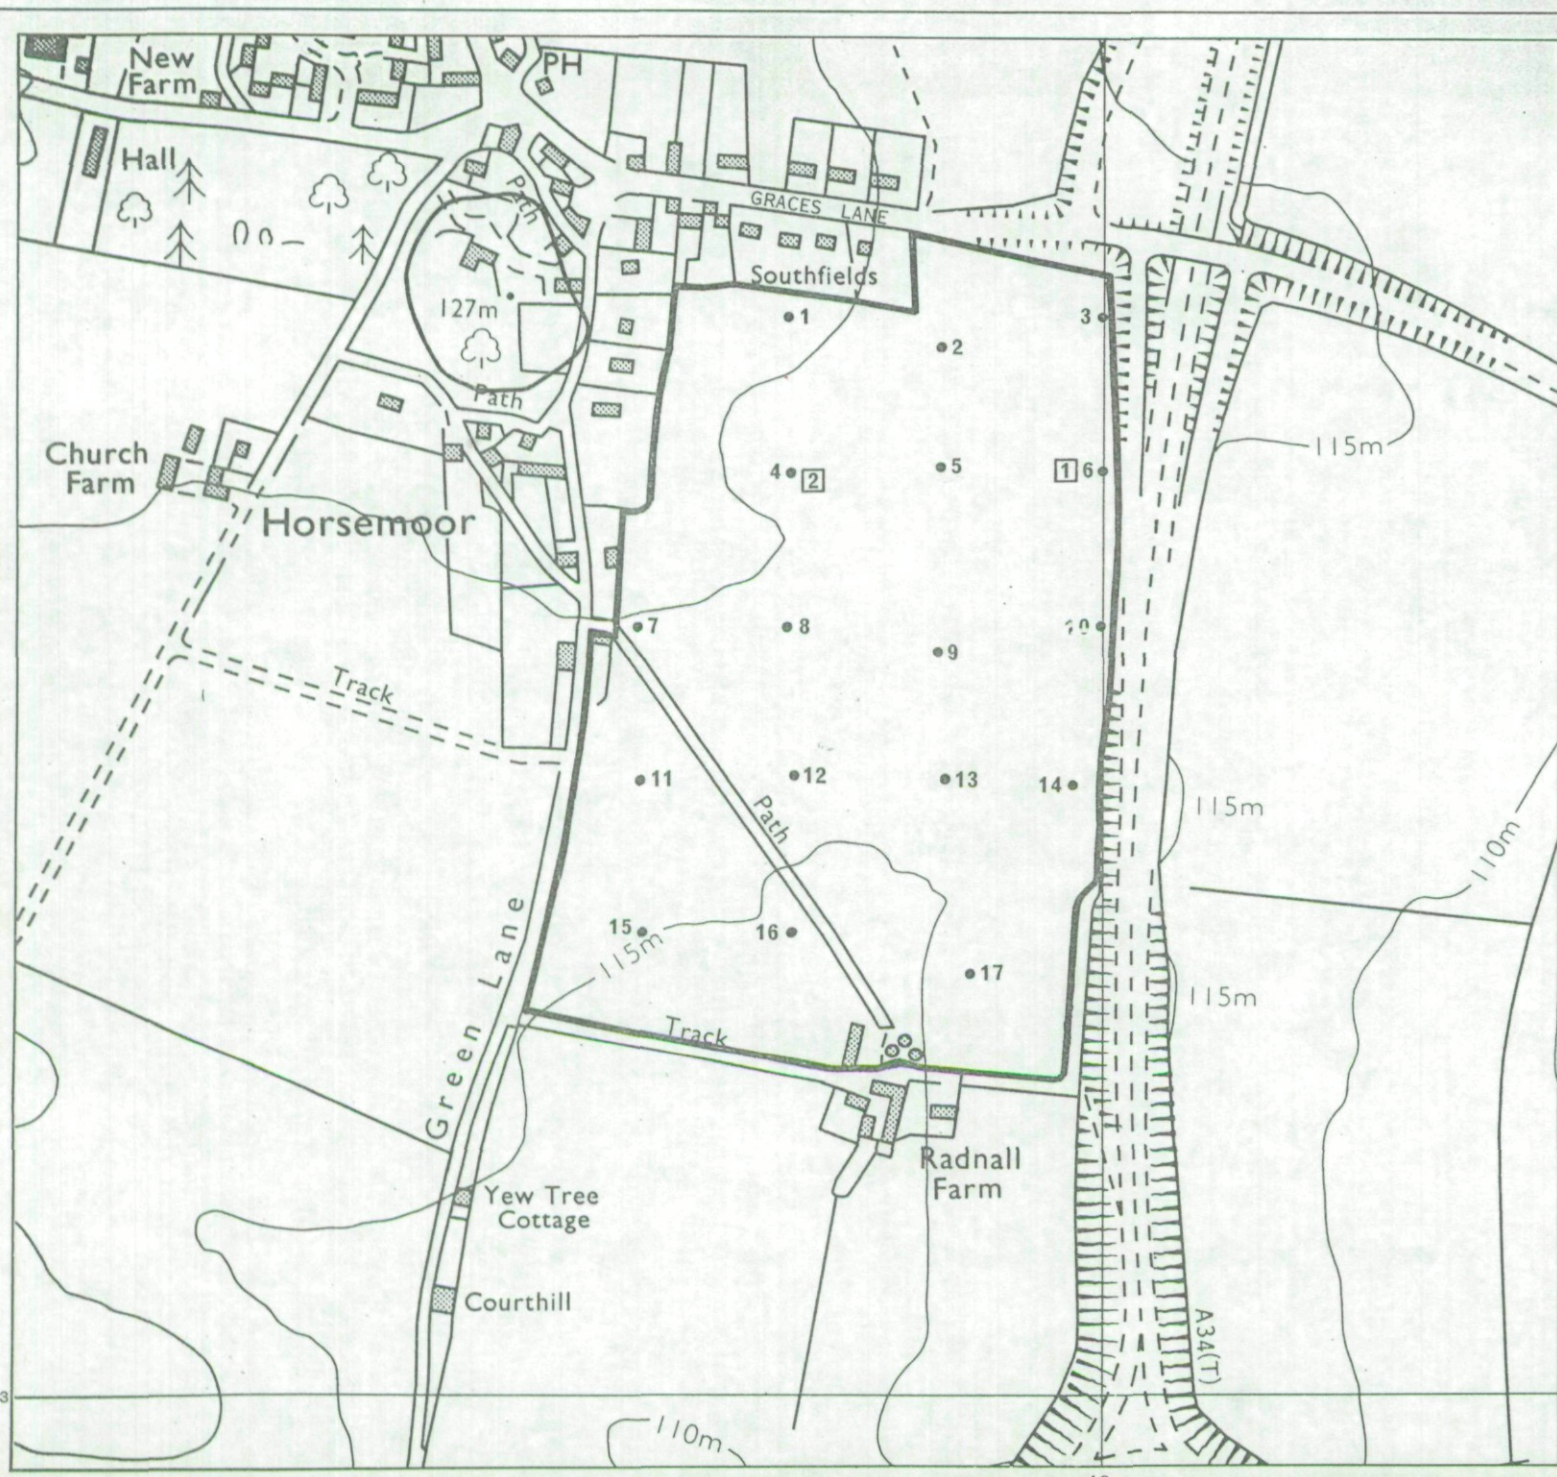 New
Farm
PH
Hall
Path
GRACES LANE
Southfields
127m
1
3
2
Path
Church
Farm
115m
4
2
5
1
6
Horsemoor
7
8
10
9
Track
11
12
13
14
Path
115m
110m
Green Lane
15
115m
16
17
115m
Track
Radnall
Farm
Yew Tree
Cottage
Courthill
A34(T)
3
110m